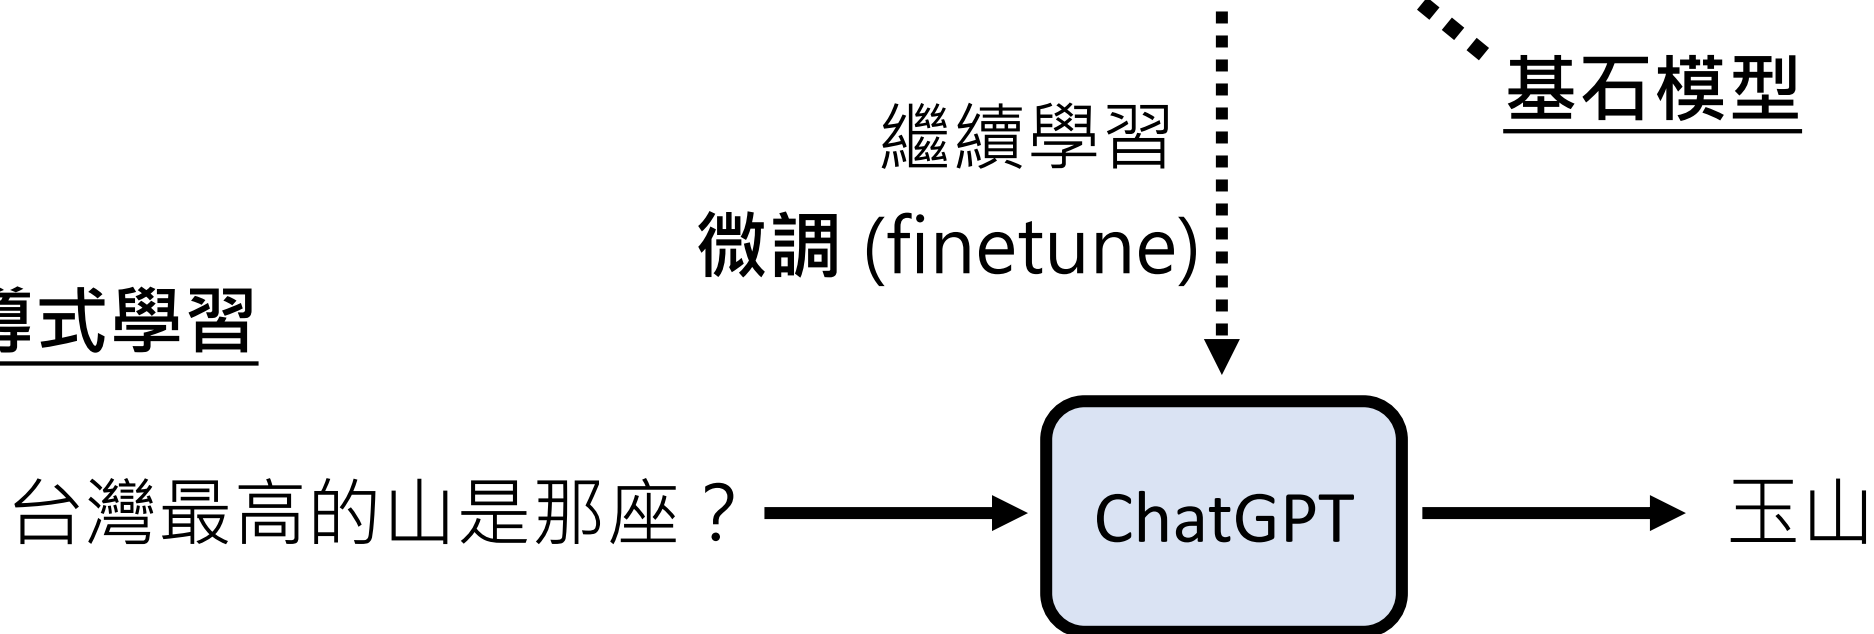 基石模型
繼續學習
微調 (finetune)
導式學習
台灣最高的山是那座？
ChatGPT
玉山